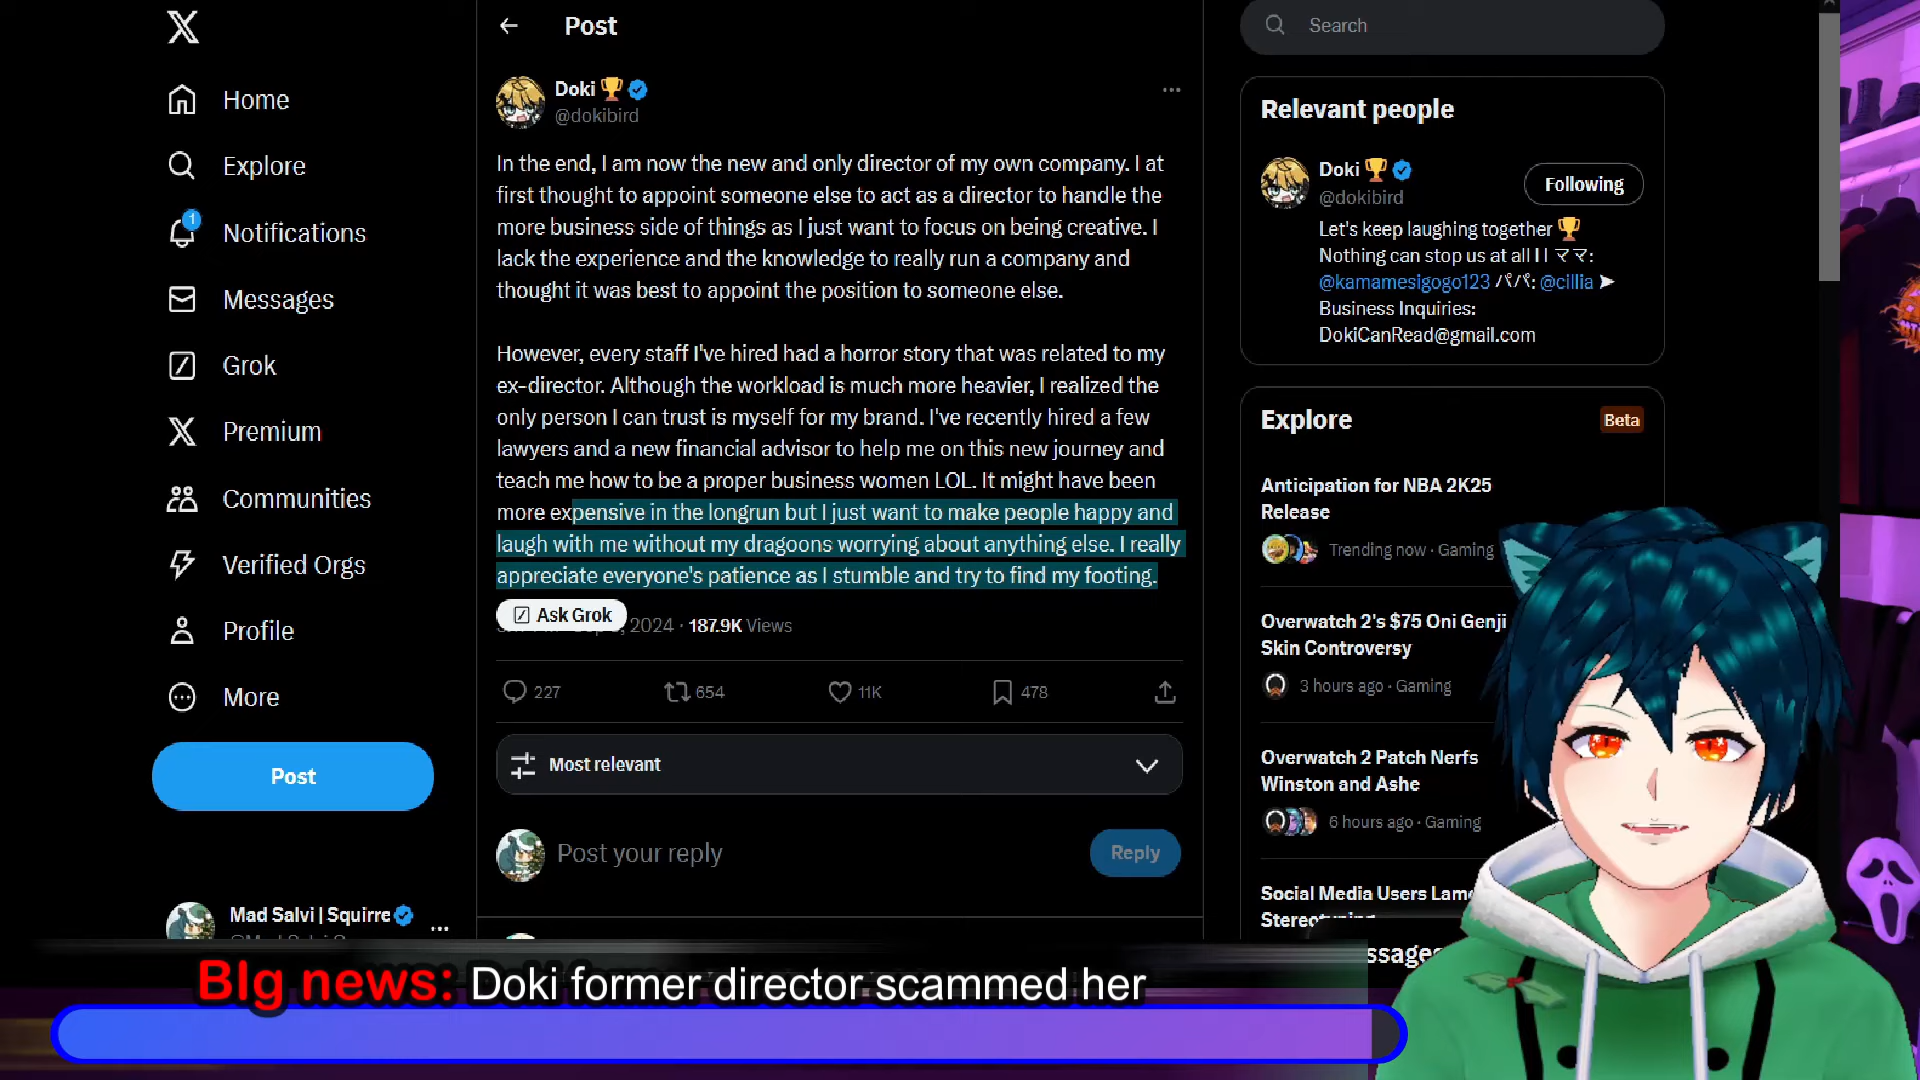 Home
Explore
1
Notifications
Messages
Grok
Premium
Communities
Verified Orgs
Profile
More
Post
Mad Salvi | Squirre
Post
Doki
@dokibird
In the end, I am now the new and only director of my own company. I at
first thought to appoint someone else to act as a director to handle the
more business side of things as I just want to focus on being creative. I
lack the experience and the knowledge to really run a company and
thought it was best to appoint the position to someone else.
However, every staff I've hired had a horror story that was related to my
ex-director. Although the workload is much more heavier, I realized the
only person I can trust is myself for my brand. I've recently hired a few
lawyers and a new financial advisor to help me on this new journey and
teach me how to be a proper business women LOL. It might have been
more expensive in the longrun but I just want to make people happy and
laugh with me without my dragoons worrying about anything else. I really
appreciate everyone's patience as I stumble and try to find my footing.
Ask Grok
, 2024 · 187.9K Views
227
654
11K
478
Most relevant
Post your reply
Reply
Search
Relevant people
Doki
@dokibird
Following
Let's keep laughing together
Nothing can stop us at all I I ママ:
@kamamesigogo123 パパ: @cillia ➤
Business Inquiries:
DokiCanRead@gmail.com
Explore
Beta
Anticipation for NBA 2K25
Release
Trending now · Gaming
Overwatch 2's $75 Oni Genji
Skin Controversy
3 hours ago · Gaming
Overwatch 2 Patch Nerfs
Winston and Ashe
6 hours ago · Gaming
Social Media Users Lame
ssages
BIg news: Doki former director scammed her